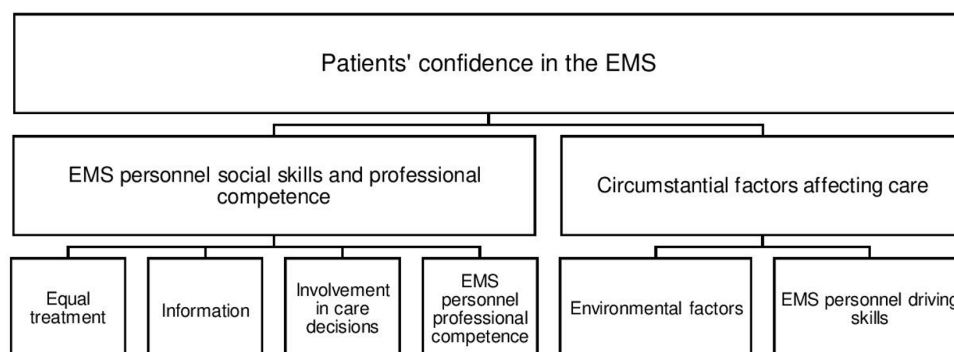 Patients' confidence in the EMS
EMS personnel social skills and professional
competence
Circumstantial factors affecting care
Equal
treatment
Information
Involvement
in care
decisions
EMS
personnel
professional
competence
Environmental factors
EMS personnel driving
skills